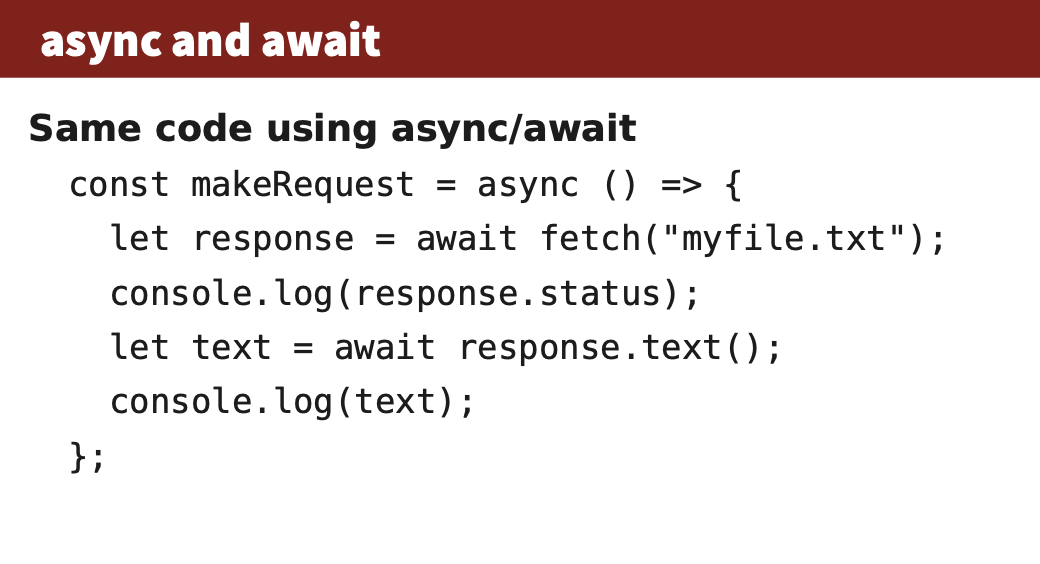 async and await
Same code using async/await
const makeRequest = async () => {
  let response = await fetch("myfile.txt");
  console.log(response.status);
  let text = await response.text();
  console.log(text);
};